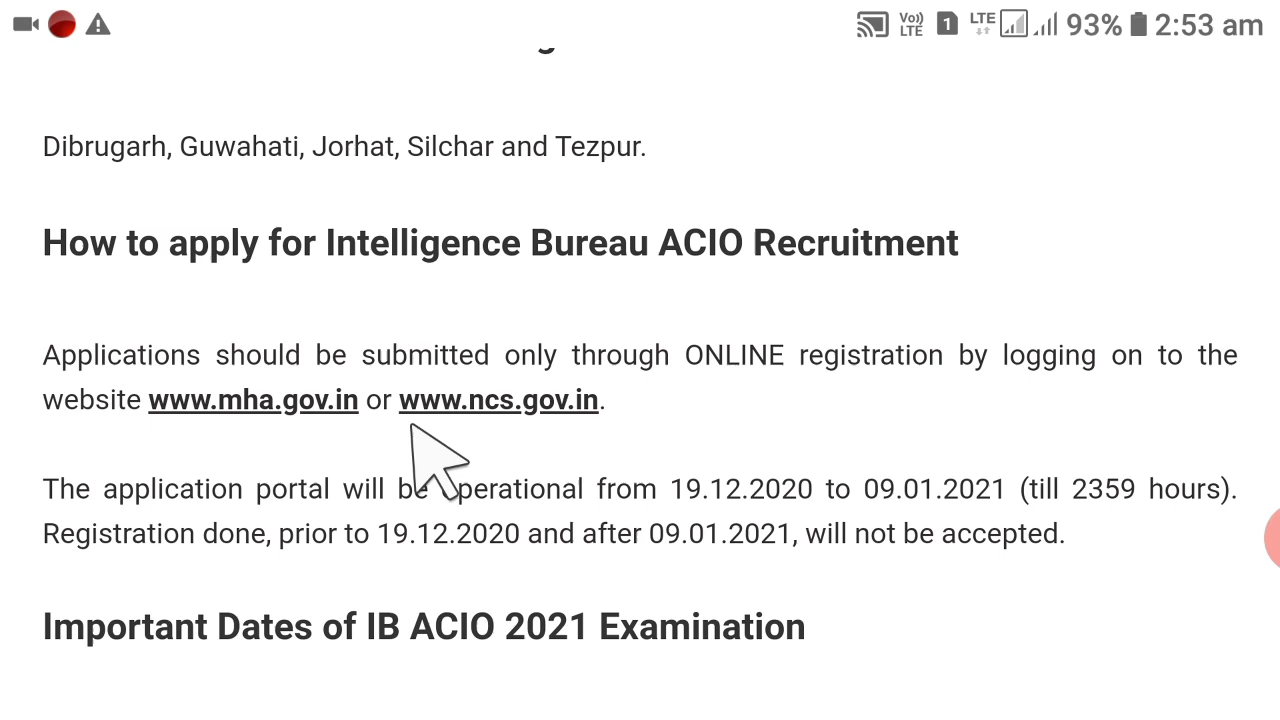 Vo) LTE 1 LTE 93% 2:53 am
Dibrugarh, Guwahati, Jorhat, Silchar and Tezpur.
How to apply for Intelligence Bureau ACIO Recruitment
Applications should be submitted only through ONLINE registration by logging on to the
website www.mha.gov.in or www.ncs.gov.in.
The application portal will be operational from 19.12.2020 to 09.01.2021 (till 2359 hours).
Registration done, prior to 19.12.2020 and after 09.01.2021, will not be accepted.
Important Dates of IB ACIO 2021 Examination